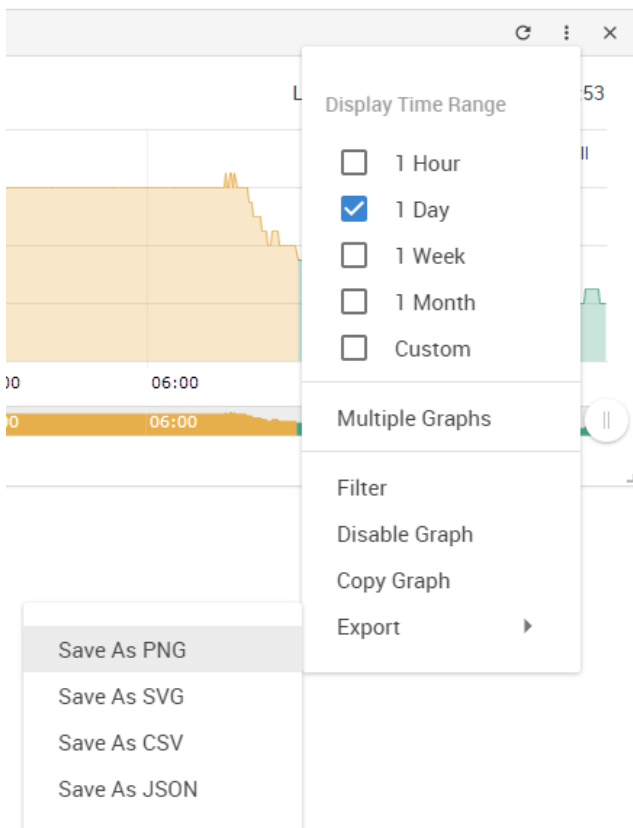 53
Display Time Range
1 Hour
1 Day
1 Week
1 Month
Custom
06:00
06:00
Multiple Graphs
Filter
Disable Graph
Copy Graph
Export
Save As PNG
Save As SVG
Save As CSV
Save As JSON